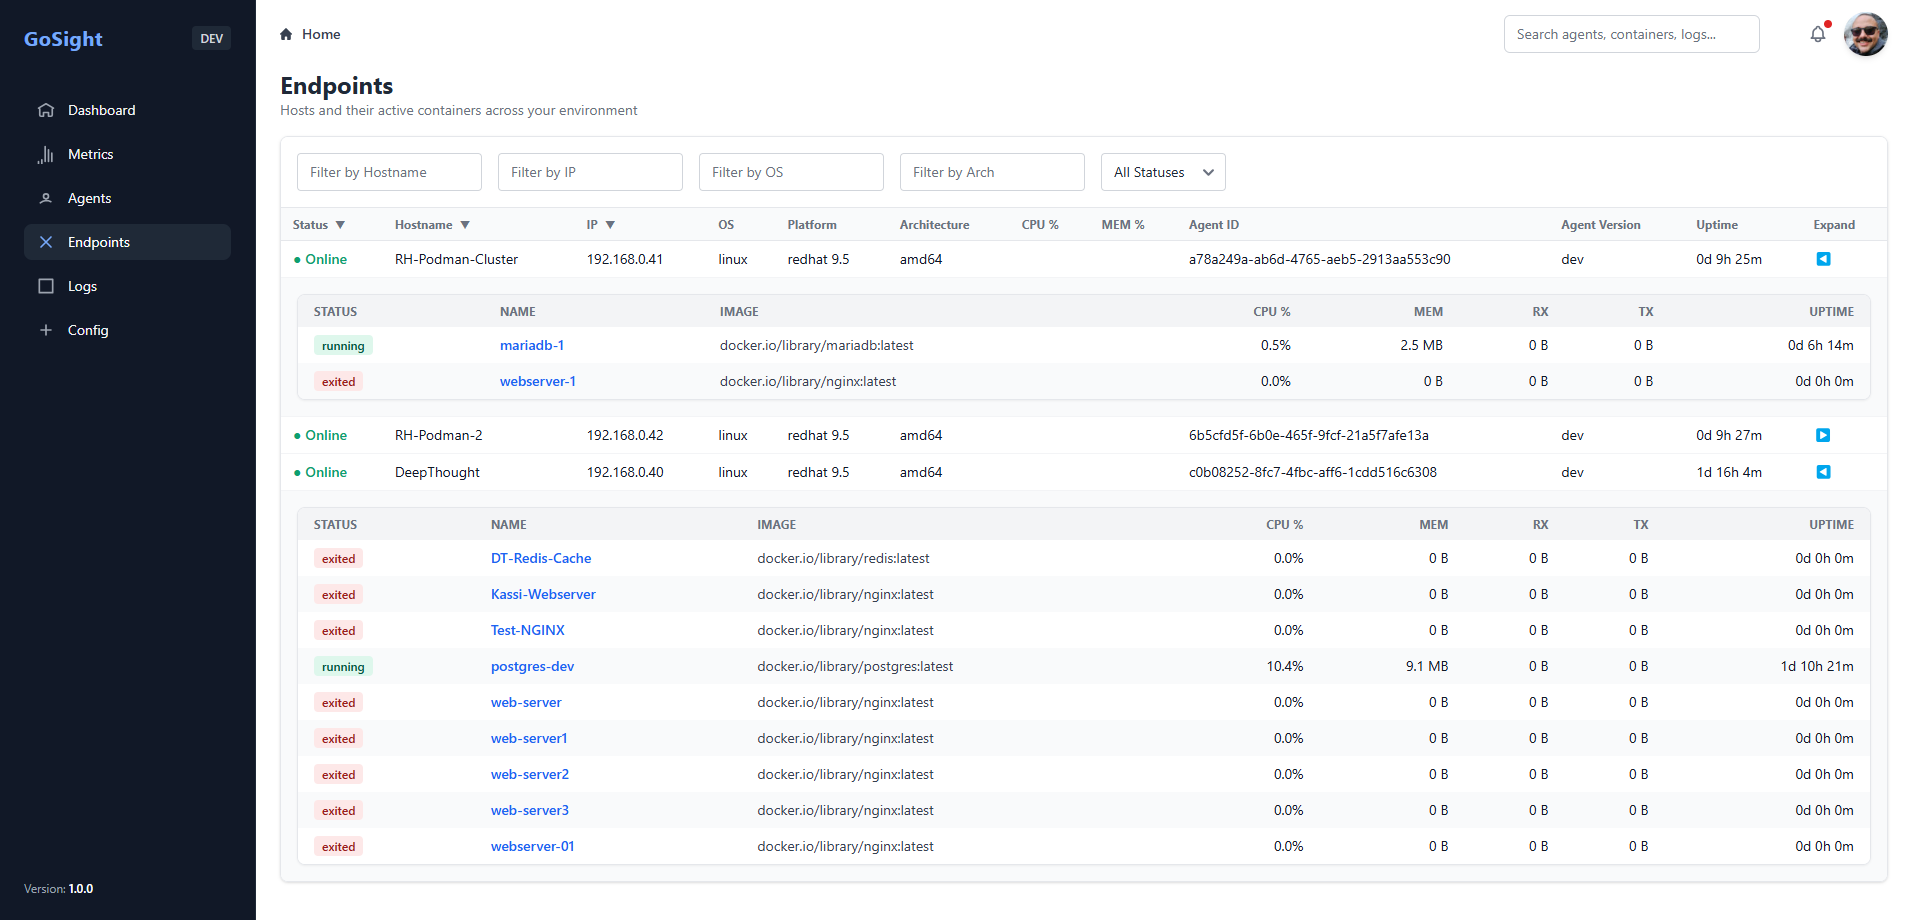 GoSight DEV
Home
Search agents, containers, logs...
Dashboard
Metrics
Agents
Endpoints
Logs
Config
Version: 1.0.0
Endpoints
Hosts and their active containers across your environment
Filter by Hostname Filter by IP Filter by OS Filter by Arch All Statuses
Status ▼ Hostname ▼ IP ▼ OS Platform Architecture CPU % MEM % Agent ID Agent Version Uptime Expand
● Online RH-Podman-Cluster 192.168.0.41 linux redhat 9.5 amd64 a78a249a-ab6d-4765-aeb5-2913aa553c90 dev 0d 9h 25m
STATUS NAME IMAGE CPU % MEM RX TX UPTIME
running mariadb-1 docker.io/library/mariadb:latest 0.5% 2.5 MB 0 B 0 B 0d 6h 14m
exited webserver-1 docker.io/library/nginx:latest 0.0% 0 B 0 B 0 B 0d 0h 0m
● Online RH-Podman-2 192.168.0.42 linux redhat 9.5 amd64 6b5cfd5f-6b0e-465f-9fcf-21a5f7afe13a dev 0d 9h 27m
● Online DeepThought 192.168.0.40 linux redhat 9.5 amd64 c0b08252-8fc7-4fbc-aff6-1cdd516c6308 dev 1d 16h 4m
STATUS NAME IMAGE CPU % MEM RX TX UPTIME
exited DT-Redis-Cache docker.io/library/redis:latest 0.0% 0 B 0 B 0 B 0d 0h 0m
exited Kassi-Webserver docker.io/library/nginx:latest 0.0% 0 B 0 B 0 B 0d 0h 0m
exited Test-NGINX docker.io/library/nginx:latest 0.0% 0 B 0 B 0 B 0d 0h 0m
running postgres-dev docker.io/library/postgres:latest 10.4% 9.1 MB 0 B 0 B 1d 10h 21m
exited web-server docker.io/library/nginx:latest 0.0% 0 B 0 B 0 B 0d 0h 0m
exited web-server1 docker.io/library/nginx:latest 0.0% 0 B 0 B 0 B 0d 0h 0m
exited web-server2 docker.io/library/nginx:latest 0.0% 0 B 0 B 0 B 0d 0h 0m
exited web-server3 docker.io/library/nginx:latest 0.0% 0 B 0 B 0 B 0d 0h 0m
exited webserver-01 docker.io/library/nginx:latest 0.0% 0 B 0 B 0 B 0d 0h 0m